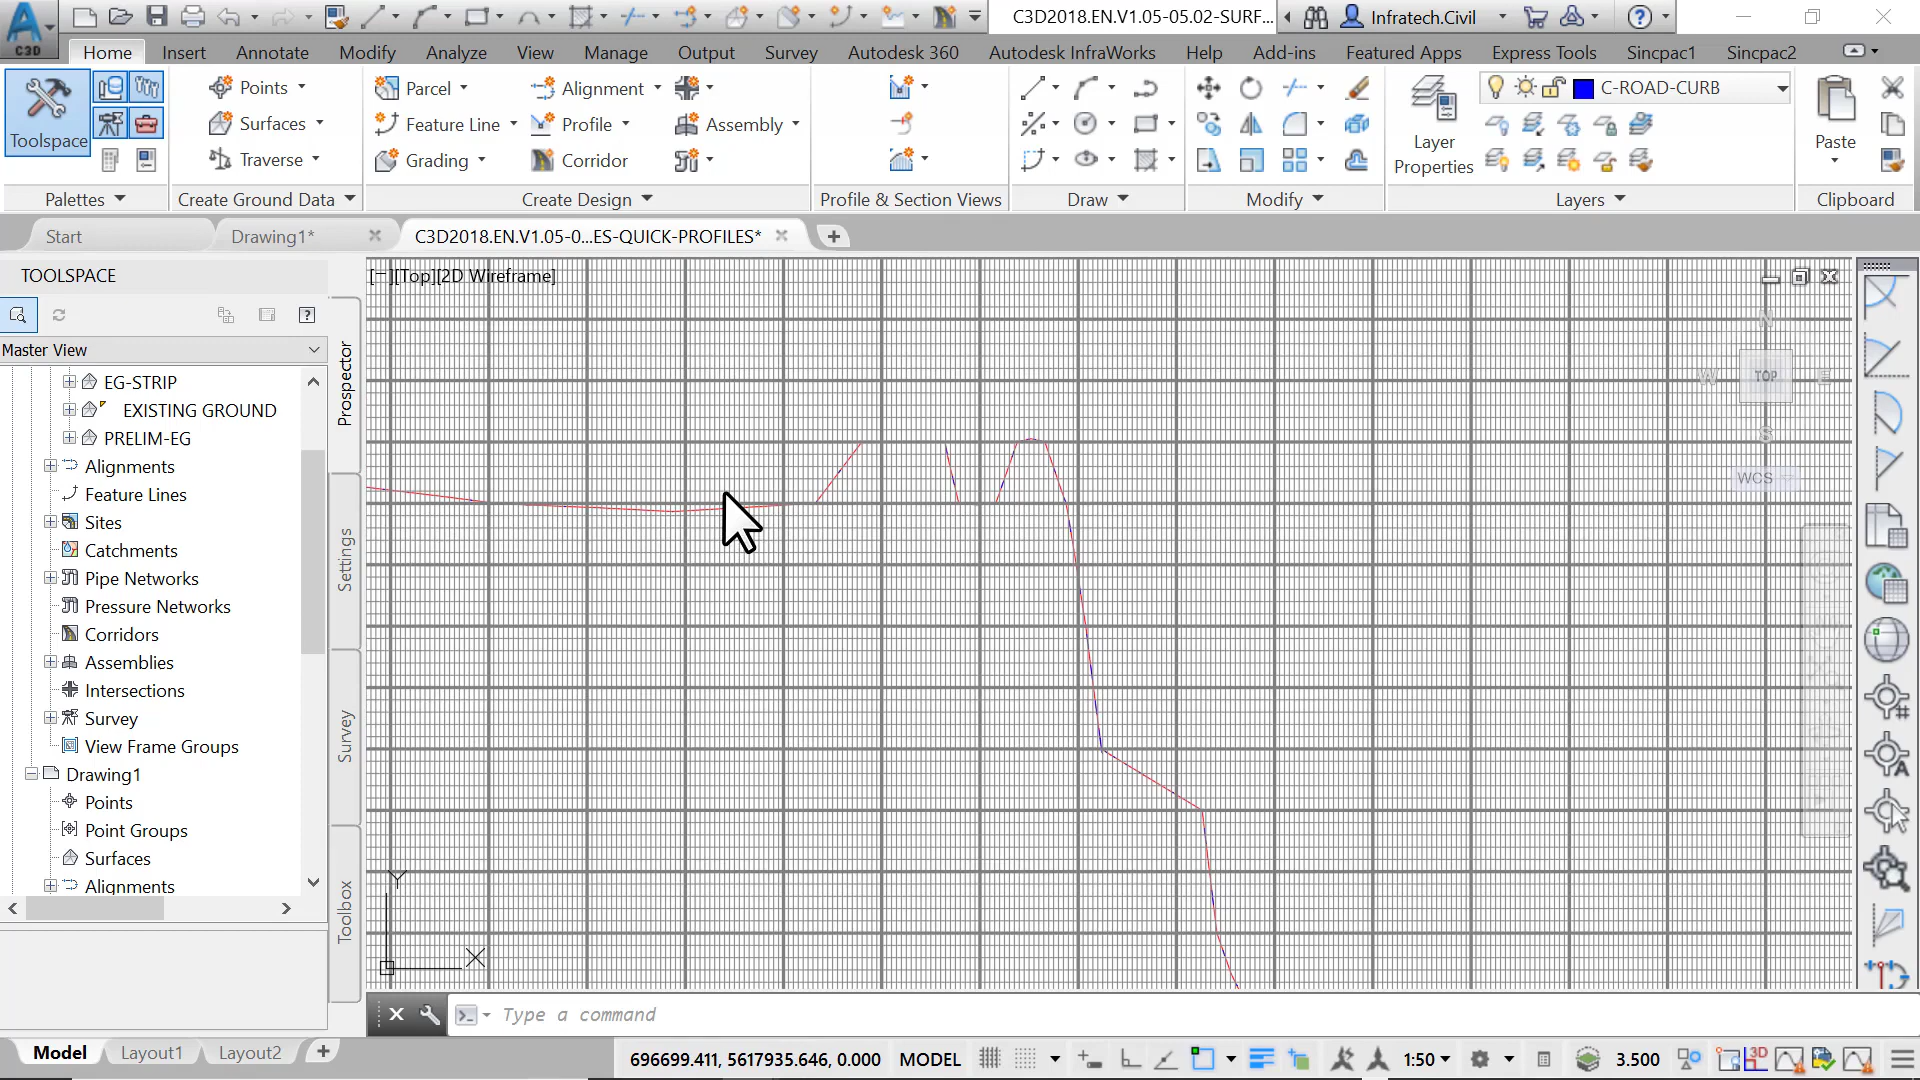 C3D2018.EN.V1.05-05.02-SURF... Infratech.Civil
C3D
Home Insert Annotate Modify Analyze View Manage Output Survey Autodesk 360 Autodesk InfraWorks Help Add-ins Featured Apps Express Tools Sincpac1 Sincpac2
Toolspace
Points
Surfaces
Traverse
Parcel
Feature Line
Grading
Alignment
Profile
Corridor
Assembly
Layer
Properties
C-ROAD-CURB
Paste
Palettes Create Ground Data Create Design Profile & Section Views Draw Modify Layers Clipboard
Start Drawing1* C3D2018.EN.V1.05-0...ES-QUICK-PROFILES*
TOOLSPACE
Master View
EG-STRIP
EXISTING GROUND
PRELIM-EG
Alignments
Feature Lines
Sites
Catchments
Pipe Networks
Pressure Networks
Corridors
Assemblies
Intersections
Survey
View Frame Groups
Drawing1
Points
Point Groups
Surfaces
Alignments
Prospector
Settings
Survey
Toolbox
[−][Top][2D Wireframe]
N
W TOP E
S
WCS
Y
X
Type a command
Model Layout1 Layout2
696699.411, 5617935.646, 0.000 MODEL 1:50 3.500 3D